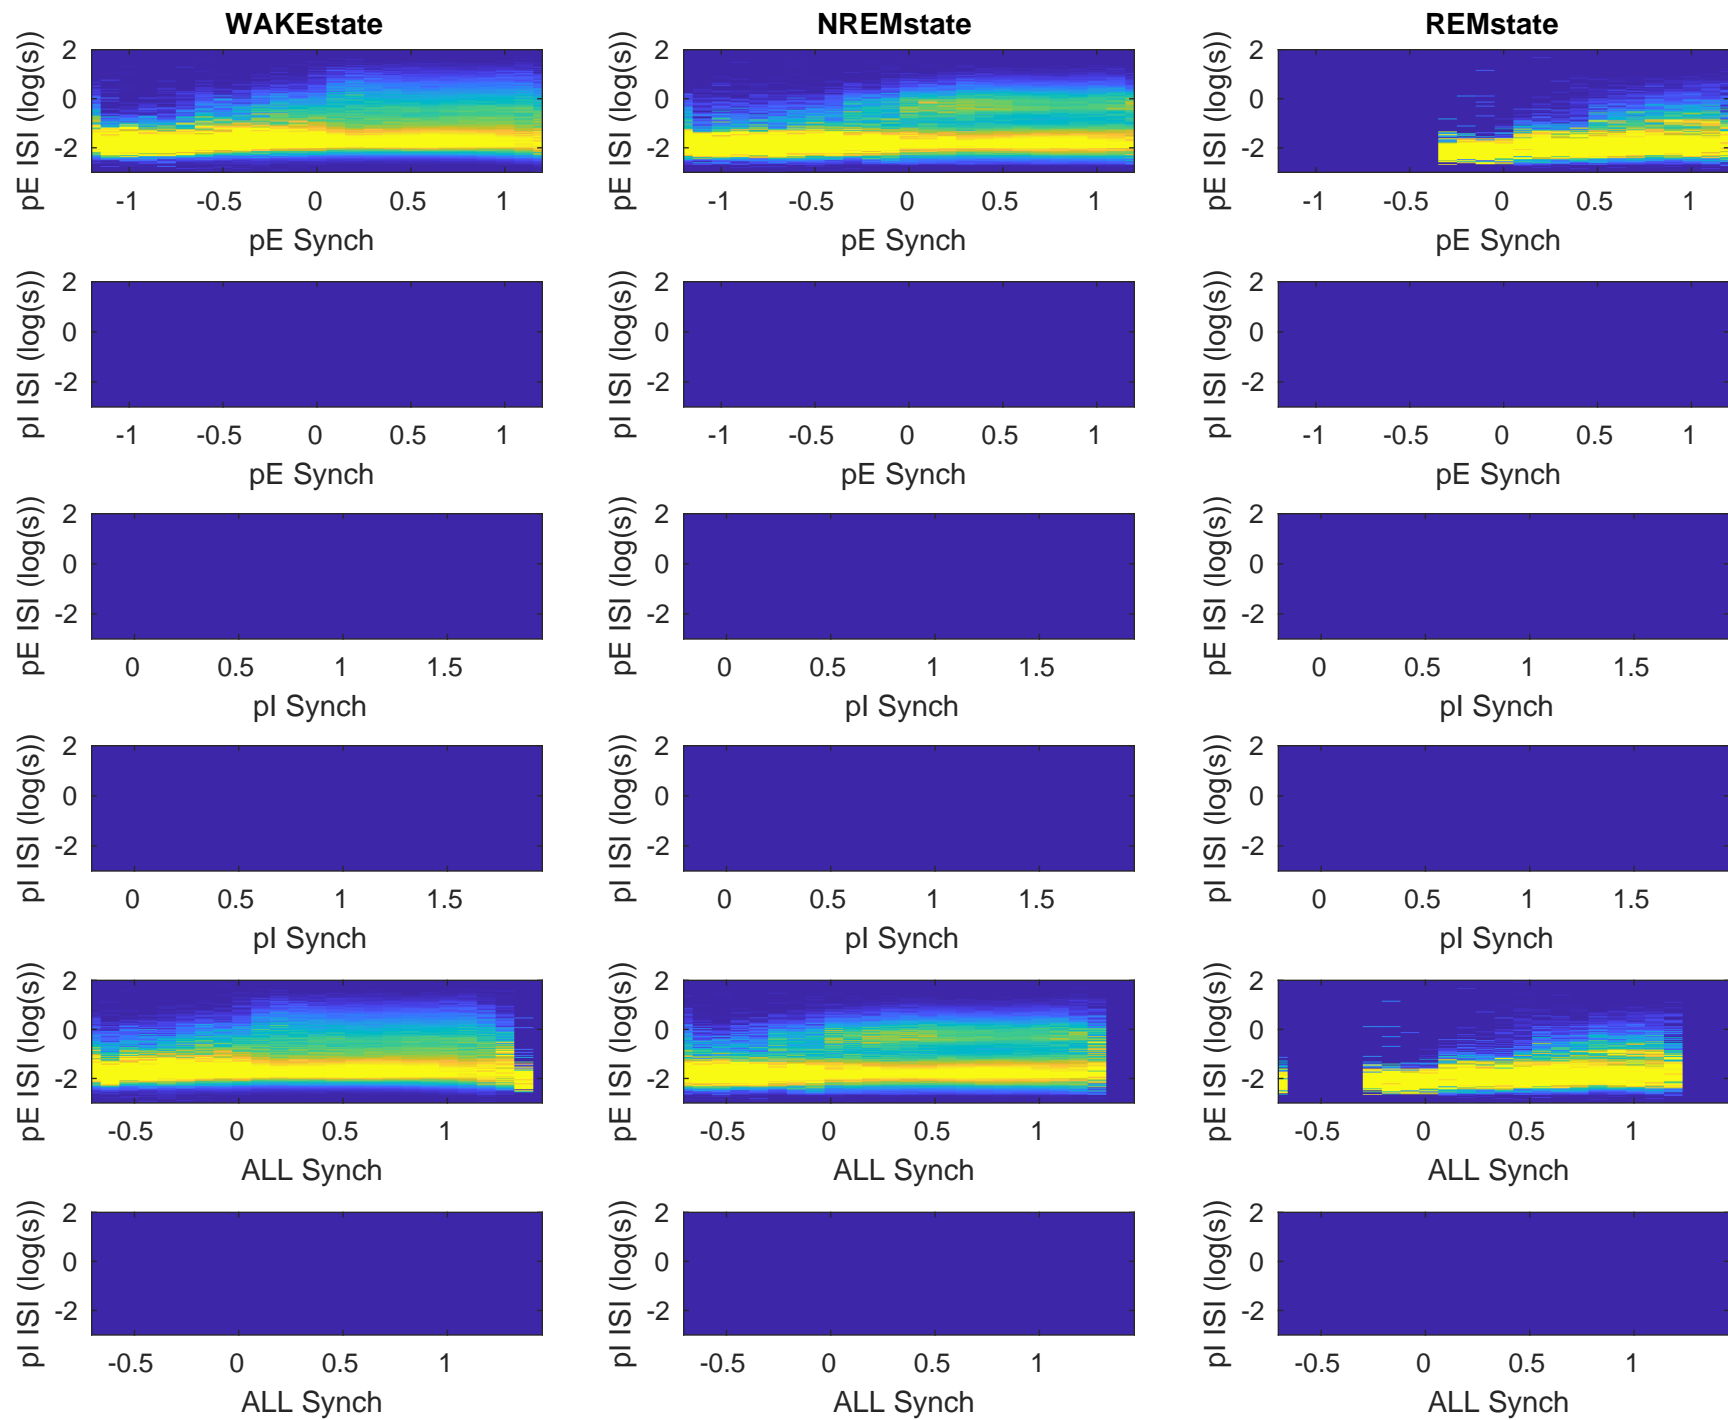 WAKEstate NREMstate REMstate
pE ISI (log(s)) 2 0 -2 pE ISI (log(s)) 2 0 -2 pE ISI (log(s)) 2 0 -2
-1 -0.5 0 0.5 1 -1 -0.5 0 0.5 1 -1 -0.5 0 0.5 1
pE Synch pE Synch pE Synch
pI ISI (log(s)) 2 0 -2 pI ISI (log(s)) 2 0 -2 pI ISI (log(s)) 2 0 -2
-1 -0.5 0 0.5 1 -1 -0.5 0 0.5 1 -1 -0.5 0 0.5 1
pE Synch pE Synch pE Synch
pE ISI (log(s)) 2 0 -2 pE ISI (log(s)) 2 0 -2 pE ISI (log(s)) 2 0 -2
0 0.5 1 1.5 0 0.5 1 1.5 0 0.5 1 1.5
pI Synch pI Synch pI Synch
pI ISI (log(s)) 2 0 -2 pI ISI (log(s)) 2 0 -2 pI ISI (log(s)) 2 0 -2
0 0.5 1 1.5 0 0.5 1 1.5 0 0.5 1 1.5
pI Synch pI Synch pI Synch
pE ISI (log(s)) 2 0 -2 pE ISI (log(s)) 2 0 -2 pE ISI (log(s)) 2 0 -2
-0.5 0 0.5 1 -0.5 0 0.5 1 -0.5 0 0.5 1
ALL Synch ALL Synch ALL Synch
pI ISI (log(s)) 2 0 -2 pI ISI (log(s)) 2 0 -2 pI ISI (log(s)) 2 0 -2
-0.5 0 0.5 1 -0.5 0 0.5 1 -0.5 0 0.5 1
ALL Synch ALL Synch ALL Synch